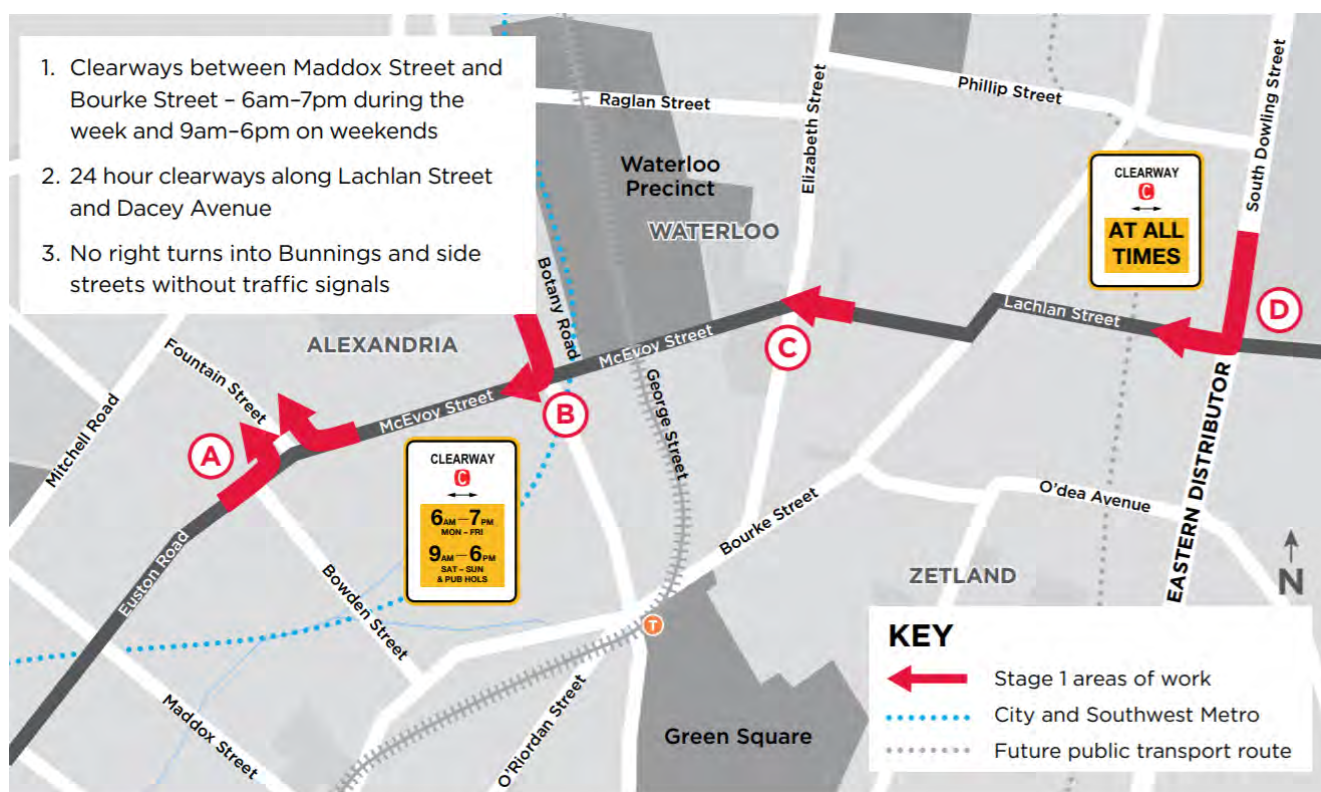 1. Clearways between Maddox Street and
Bourke Street – 6am–7pm during the
week and 9am–6pm on weekends
2. 24 hour clearways along Lachlan Street
and Dacey Avenue
3. No right turns into Bunnings and side
streets without traffic signals
Raglan Street
Phillip Street
Elizabeth Street
South Dowling Street
Waterloo
Precinct
WATERLOO
CLEARWAY
C
AT ALL
TIMES
Botany Road
Lachlan Street
D
ALEXANDRIA
McEvoy Street
C
Fountain Street
McEvoy Street
B
George Street
Mitchell Road
A
CLEARWAY
C
6AM–7PM
MON – FRI
9AM–6PM
SAT – SUN
& PUB HOLS
Bourke Street
O'dea Avenue
EASTERN DISTRIBUTOR
N
Euston Road
Bowden Street
ZETLAND
T
Maddox Street
O'Riordan Street
Green Square
KEY
Stage 1 areas of work
City and Southwest Metro
Future public transport route